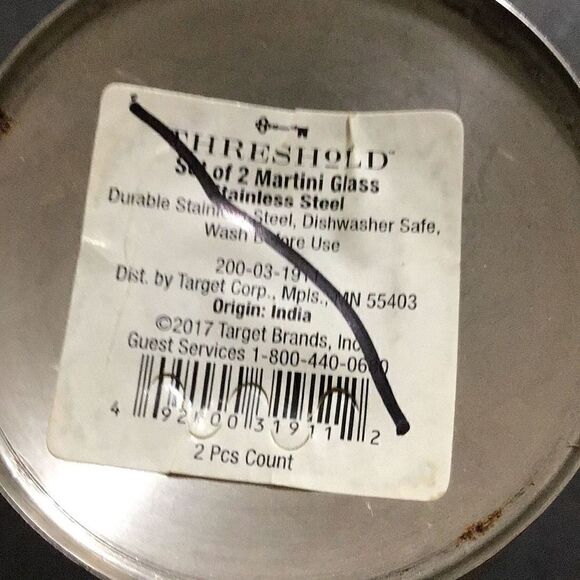 THRESHOLD™
Set of 2 Martini Glass
Stainless Steel
Durable Stainless Steel, Dishwasher Safe,
Wash Before Use
200-03-1911
Dist. by Target Corp., Mpls., MN 55403
Origin: India
©2017 Target Brands, Inc.
Guest Services 1-800-440-0680
4 92200 31911 2
2 Pcs Count